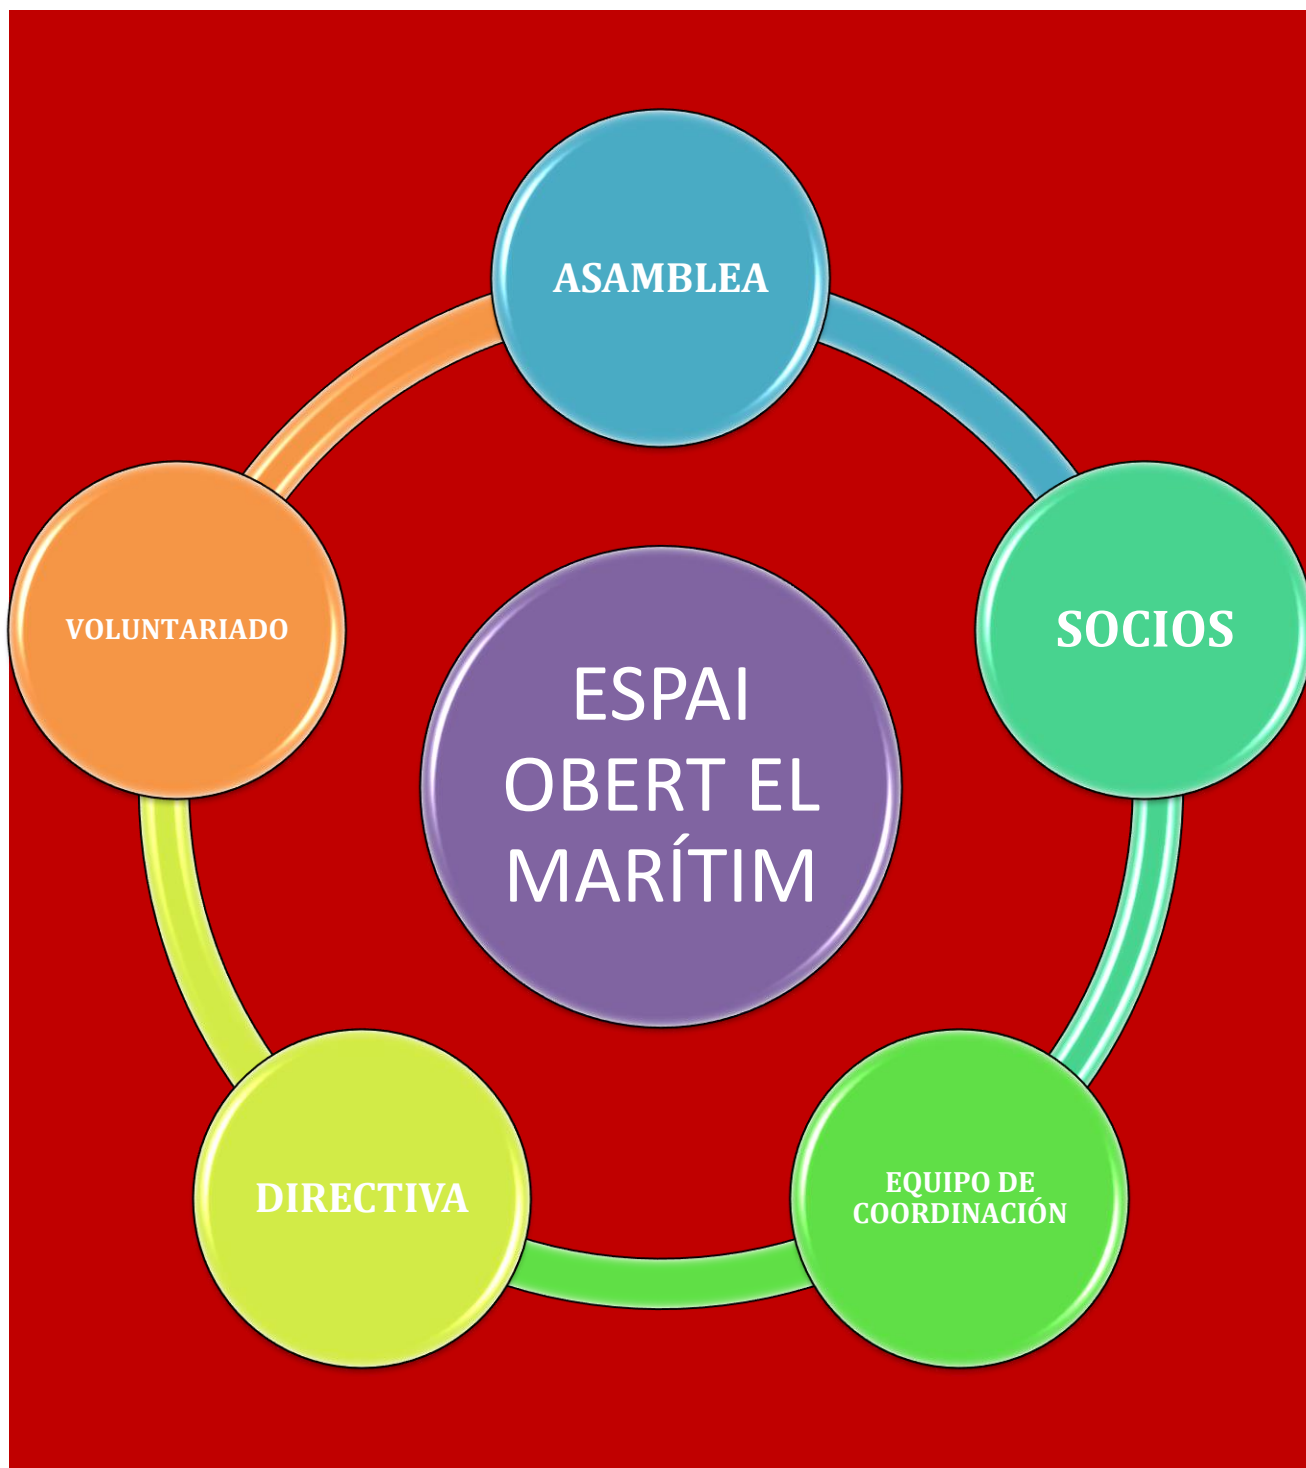 ASAMBLEA
SOCIOS
EQUIPO DE
COORDINACIÓN
DIRECTIVA
VOLUNTARIADO
ESPAI
OBERT EL
MARÍTIM